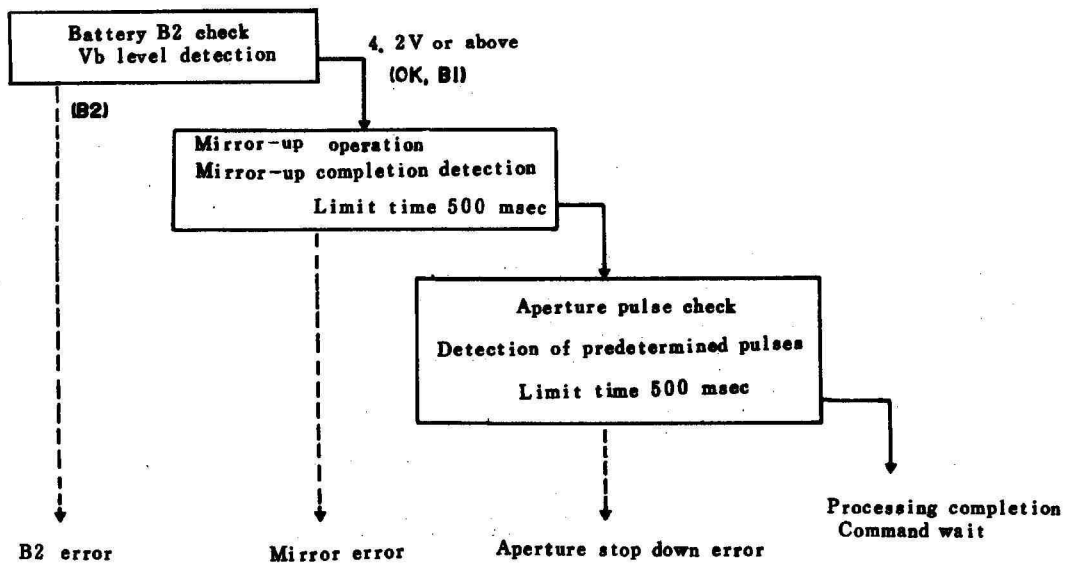 Battery B2 check
Vb level detection
4. 2V or above
(OK, B1)
(B2)
Mirror-up operation
Mirror-up completion detection
Limit time 500 msec
Aperture pulse check
Detection of predetermined pulses
Limit time 500 msec
Processing completion
Command wait
B2 error
Mirror error
Aperture stop down error